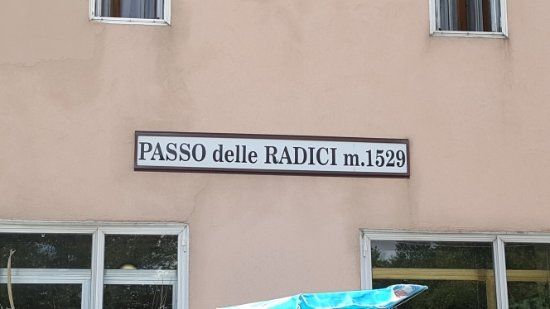 PASSO delle RADICI m.1529